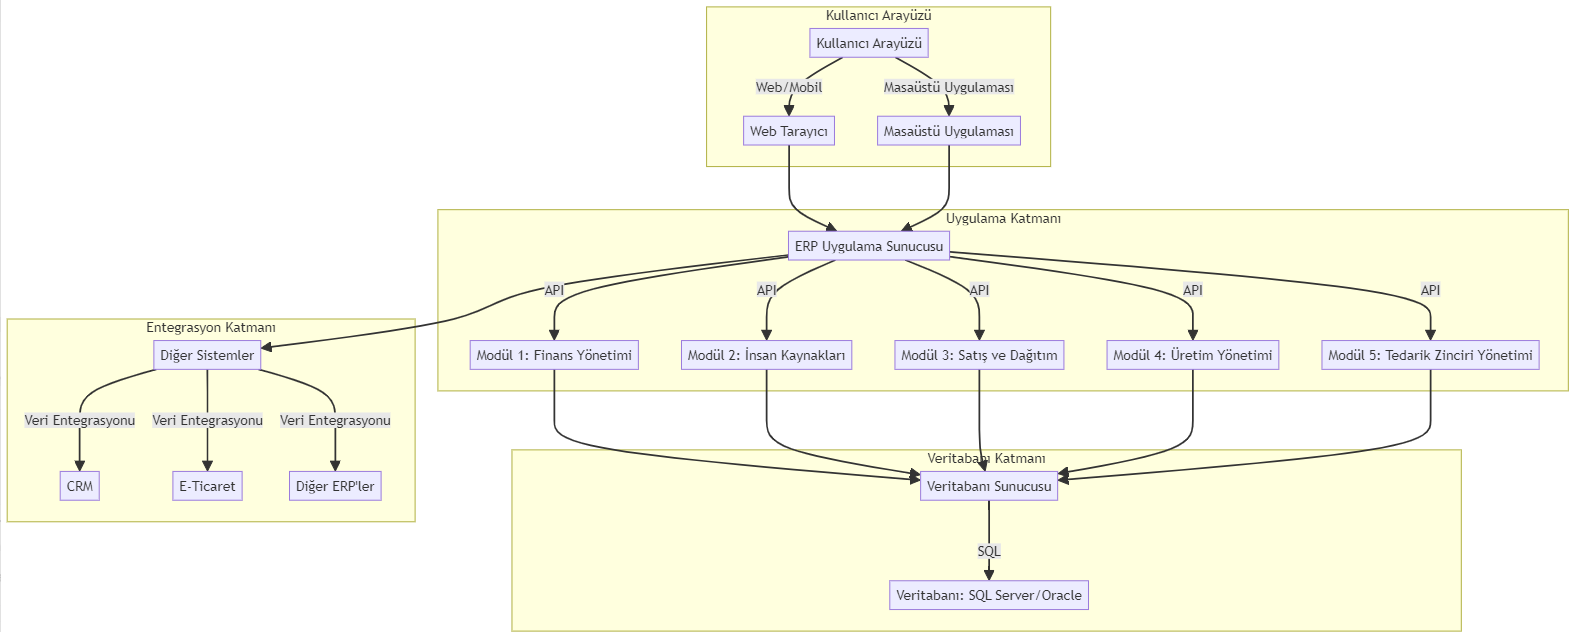 Kullanıcı Arayüzü
Kullanıcı Arayüzü
Web/Mobil
Masaüstü Uygulaması
Web Tarayıcı
Masaüstü Uygulaması
Uygulama Katmanı
ERP Uygulama Sunucusu
API
API
API
API
API
Entegrasyon Katmanı
Diğer Sistemler
Modül 1: Finans Yönetimi
Modül 2: İnsan Kaynakları
Modül 3: Satış ve Dağıtım
Modül 4: Üretim Yönetimi
Modül 5: Tedarik Zinciri Yönetimi
Veri Entegrasyonu
Veri Entegrasyonu
Veri Entegrasyonu
CRM
E-Ticaret
Diğer ERP'ler
Veritabanı Katmanı
Veritabanı Sunucusu
SQL
Veritabanı: SQL Server/Oracle